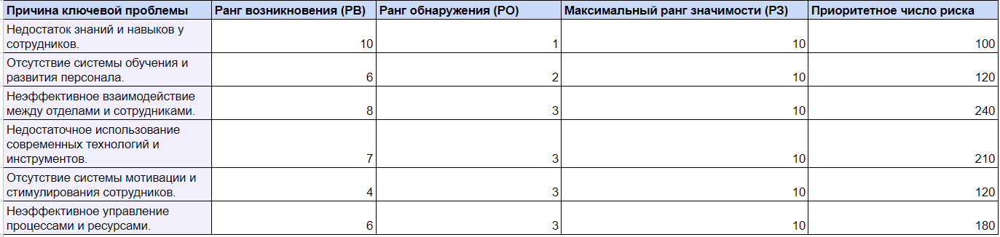 Причина ключевой проблемы Ранг возникновения (РВ) Ранг обнаружения (РО) Максимальный ранг значимости (РЗ) Приоритетное число риска
Недостаток знаний и навыков у
сотрудников. 10 1 10 100
Отсутствие системы обучения и
развития персонала. 6 2 10 120
Неэффективное взаимодействие
между отделами и сотрудниками. 8 3 10 240
Недостаточное использование
современных технологий и
инструментов. 7 3 10 210
Отсутствие системы мотивации и
стимулирования сотрудников. 4 3 10 120
Неэффективное управление
процессами и ресурсами. 6 3 10 180